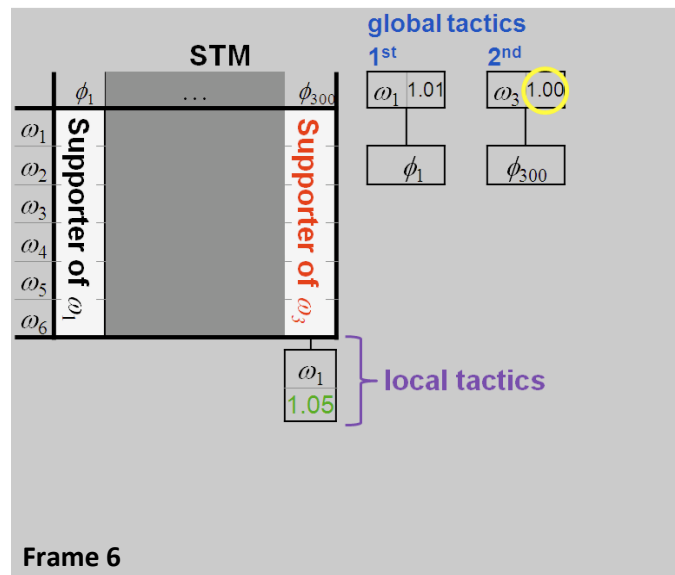 global tactics
STM
1st
2nd
ϕ1
...
ϕ300
ω1 1.01
ω3 1.00
ω1
ω2
ω3
ω4
ω5
ω6
Supporter of ω1
Supporter of ω3
ϕ1
ϕ300
ω1
1.05
local tactics
Frame 6